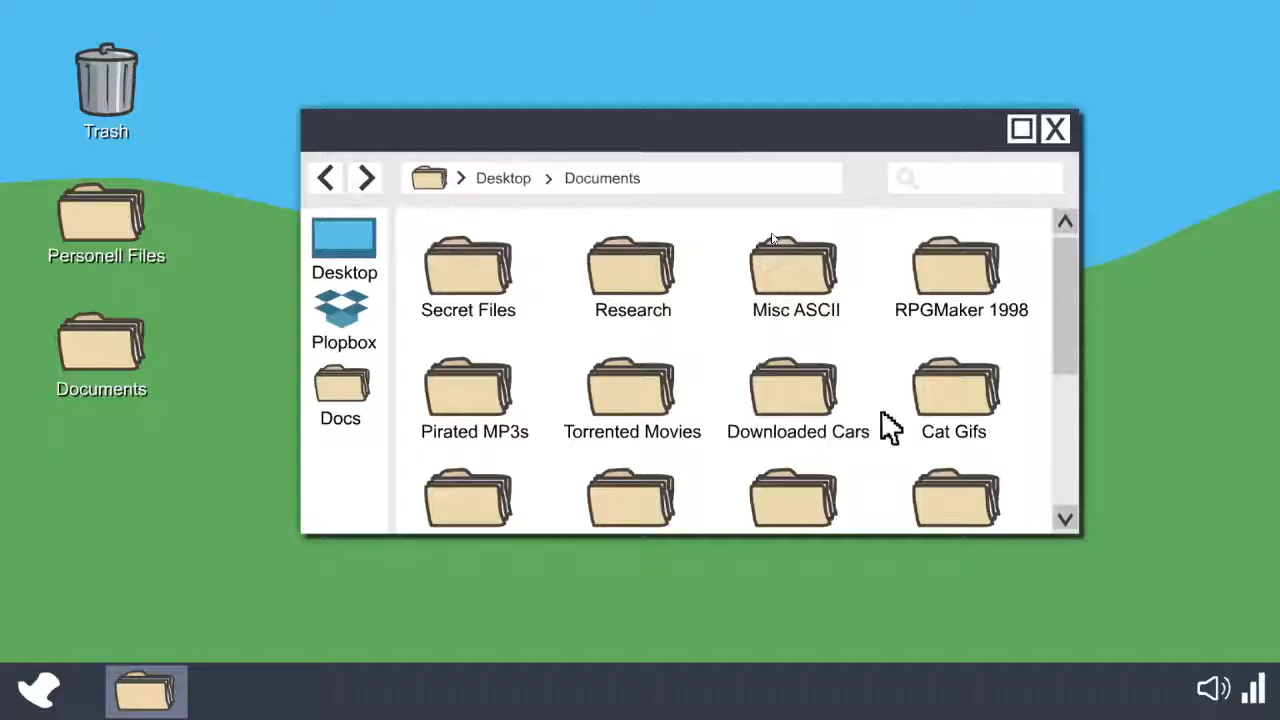 Trash
Personell Files
Documents
X
Desktop
Documents
Desktop
Plopbox
Docs
Secret Files
Research
Misc ASCII
RPGMaker 1998
Pirated MP3s
Torrented Movies
Downloaded Cars
Cat Gifs